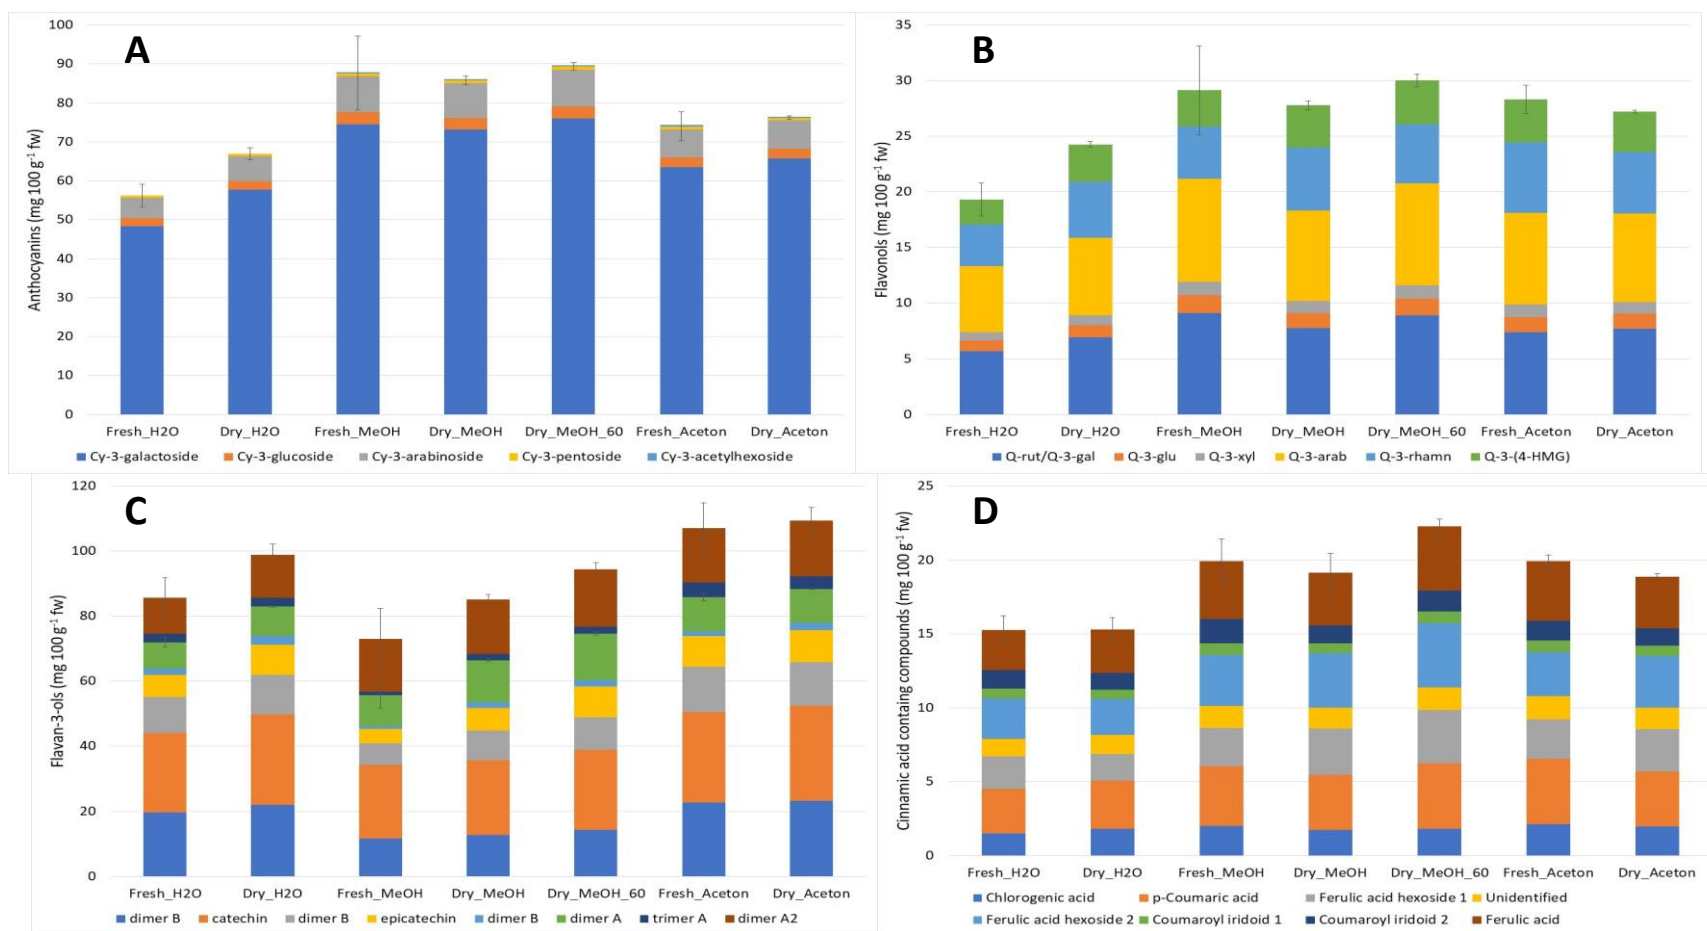 A
Anthocyanins (mg 100 g⁻¹ fw)
100
90
80
70
60
50
40
30
20
10
0
Fresh_H2O Dry_H2O Fresh_MeOH Dry_MeOH Dry_MeOH_60 Fresh_Aceton Dry_Aceton
Cy-3-galactoside Cy-3-glucoside Cy-3-arabinoside Cy-3-pentoside Cy-3-acetylhexoside
B
Flavonols (mg 100 g⁻¹ fw)
35
30
25
20
15
10
5
0
Fresh_H2O Dry_H2O Fresh_MeOH Dry_MeOH Dry_MeOH_60 Fresh_Aceton Dry_Aceton
Q-rut/Q-3-gal Q-3-glu Q-3-xyl Q-3-arab Q-3-rhamn Q-3-(4-HMG)
C
Flavan-3-ols (mg 100 g⁻¹ fw)
120
100
80
60
40
20
0
Fresh_H2O Dry_H2O Fresh_MeOH Dry_MeOH Dry_MeOH_60 Fresh_Aceton Dry_Aceton
dimer B catechin dimer B epicatechin dimer B dimer A trimer A dimer A2
D
Cinnamic acid containg compounds (mg 100 g⁻¹ fw)
25
20
15
10
5
0
Fresh_H2O Dry_H2O Fresh_MeOH Dry_MeOH Dry_MeOH_60 Fresh_Aceton Dry_Aceton
Chlorogenic acid p-Coumaric acid Ferulic acid hexoside 1 Unidentified
Ferulic acid hexoside 2 Coumaroyl iridoid 1 Coumaroyl iridoid 2 Ferulic acid